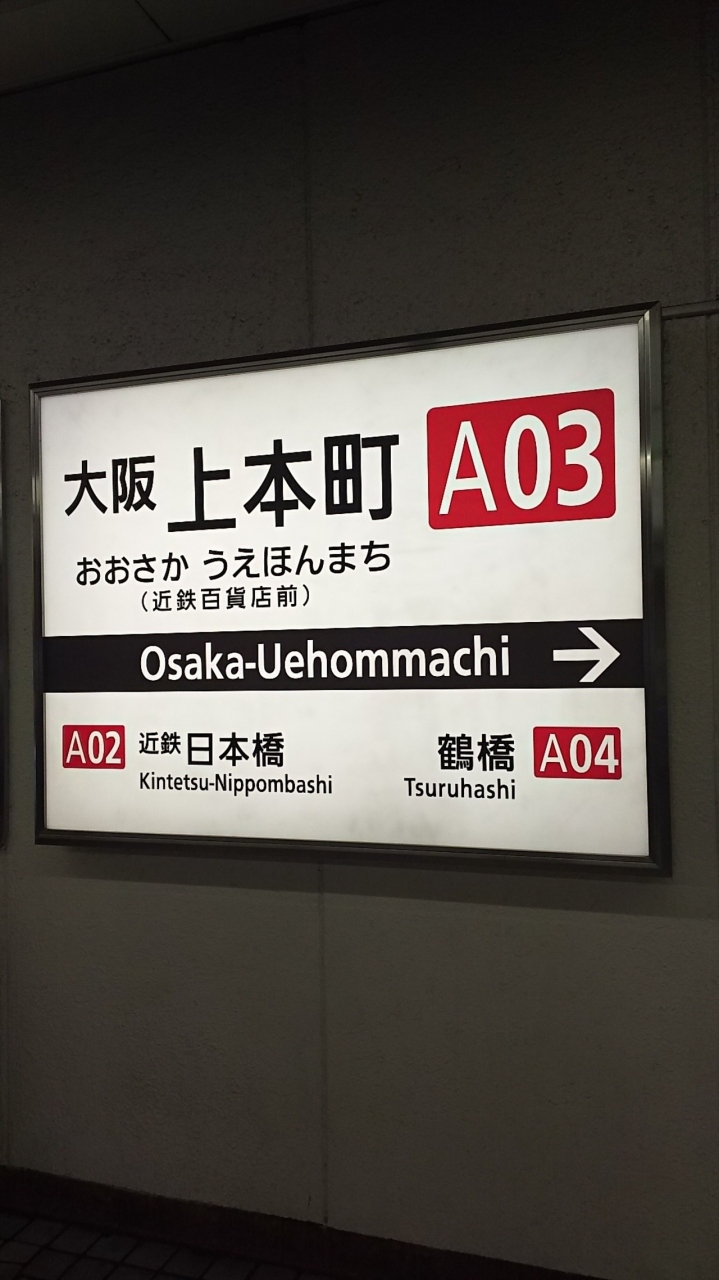 大阪 上本町 A03
おおさか うえほんまち
（近鉄百貨店前）
Osaka-Uehommachi →
A02 近鉄日本橋 鶴橋 A04
Kintetsu-Nippombashi Tsuruhashi